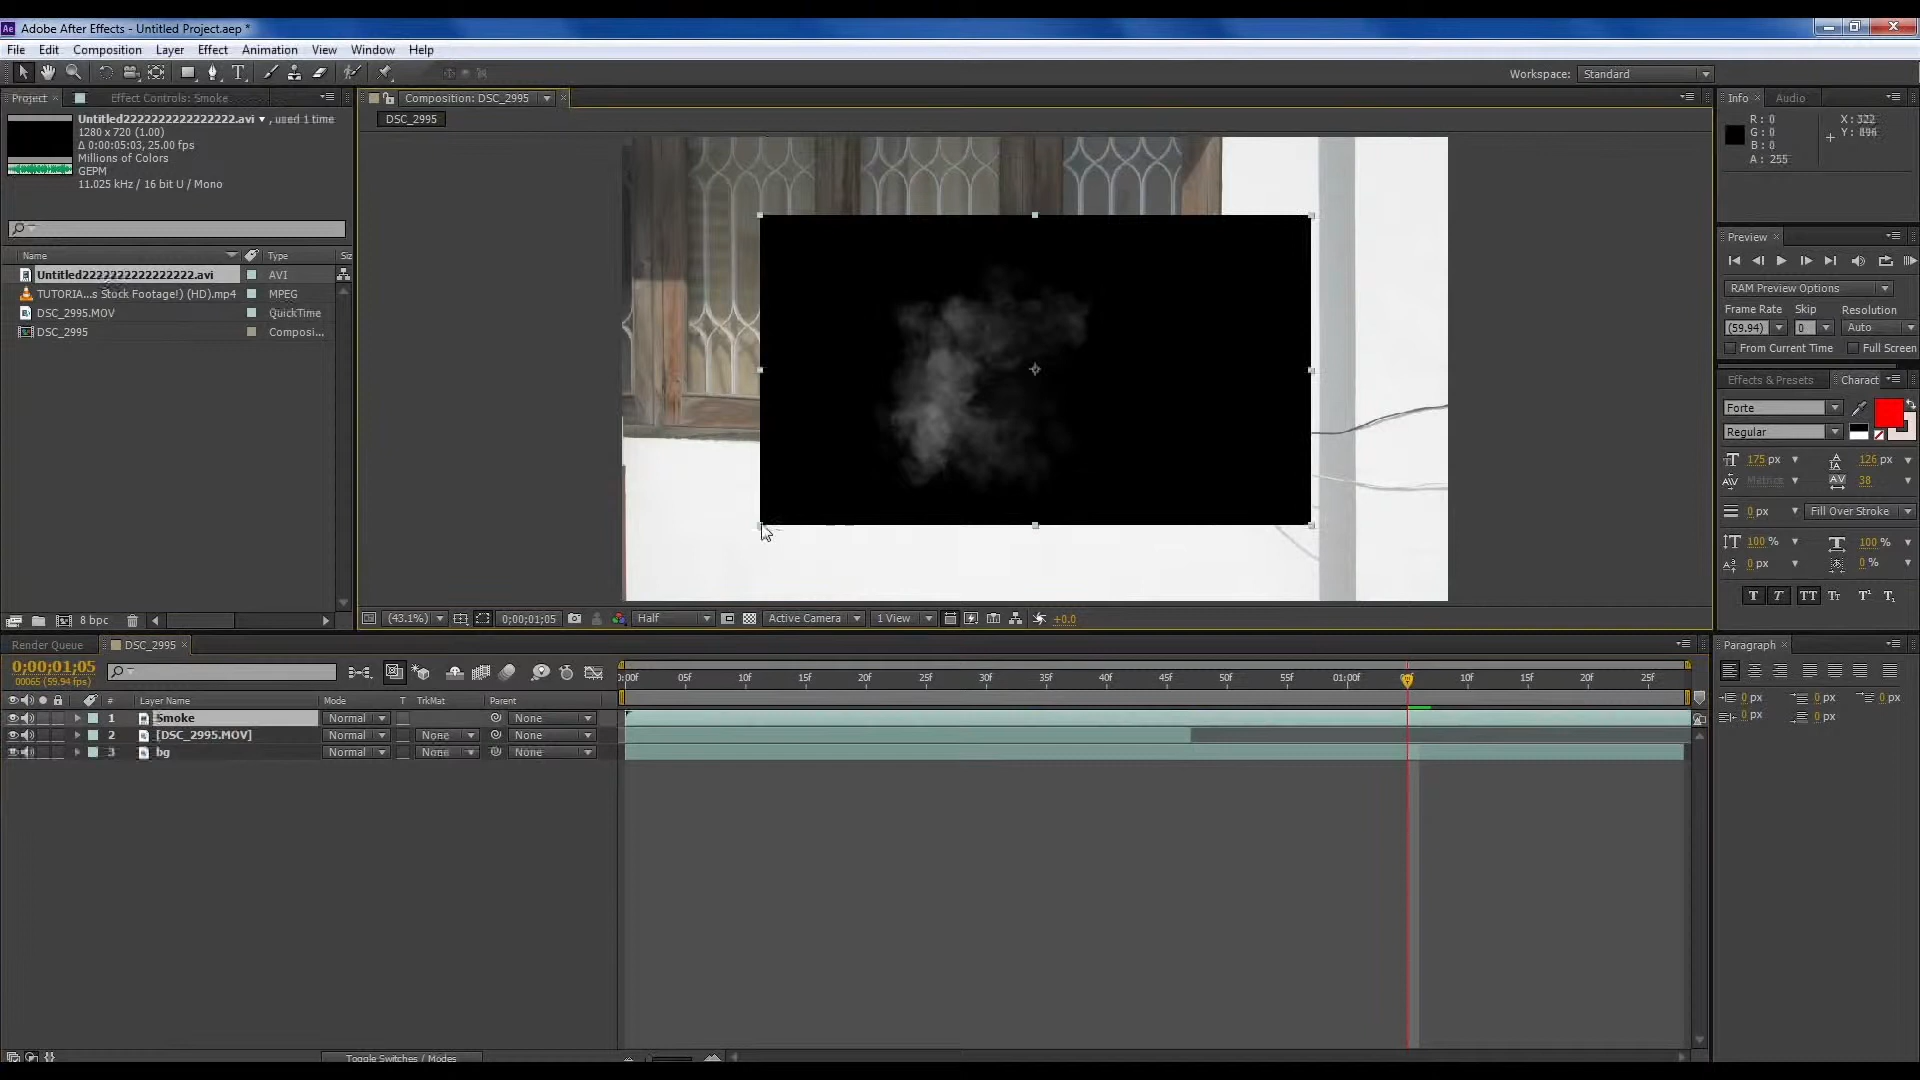 Adobe After Effects - Untitled Project.aep *
File Edit Composition Layer Effect Animation View Window Help
Workspace: Standard
Project × Effect Controls: Smoke
Composition: DSC_2995
Info × Audio
Untitled2222222222222222.avi ▼ , used 1 time
1280 x 720 (1.00)
Δ 0:00:05:03, 25.00 fps
Millions of Colors
GEPM
11.025 kHz / 16 bit U / Mono
DSC_2995
R: 0
G: 0
B: 0
A: 255
X: 322
Y: 896
Name Type
Untitled2222222222222222.avi AVI
TUTORIA...s Stock Footage!) (HD).mp4 MPEG
DSC_2995.MOV QuickTime
DSC_2995 Composi...
Preview ×
RAM Preview Options
Frame Rate Skip Resolution
(59.94) 0 Auto
From Current Time Full Screen
Effects & Presets Charact
Forte
Regular
175 px 126 px
Metrics 38
0 px Fill Over Stroke
100 % 100 %
0 px 0 %
T T TT Tt T¹ T₁
8 bpc
(43.1%) 0;00;01;05 Half Active Camera 1 View +0.0
Render Queue DSC_2995 ×
0;00;01;05
00065 (59.94 fps)
# Layer Name Mode T TrkMat Parent
1 Smoke Normal None
2 [DSC_2995.MOV] Normal None None
3 bg Normal None None
):00F 05f 10f 15f 20f 25f 30f 35f 40f 45f 50f 55f 01:00f 05f 10f 15f 20f 25f
Paragraph ×
0 px 0 px 0 px
0 px 0 px
Toggle Switches / Modes